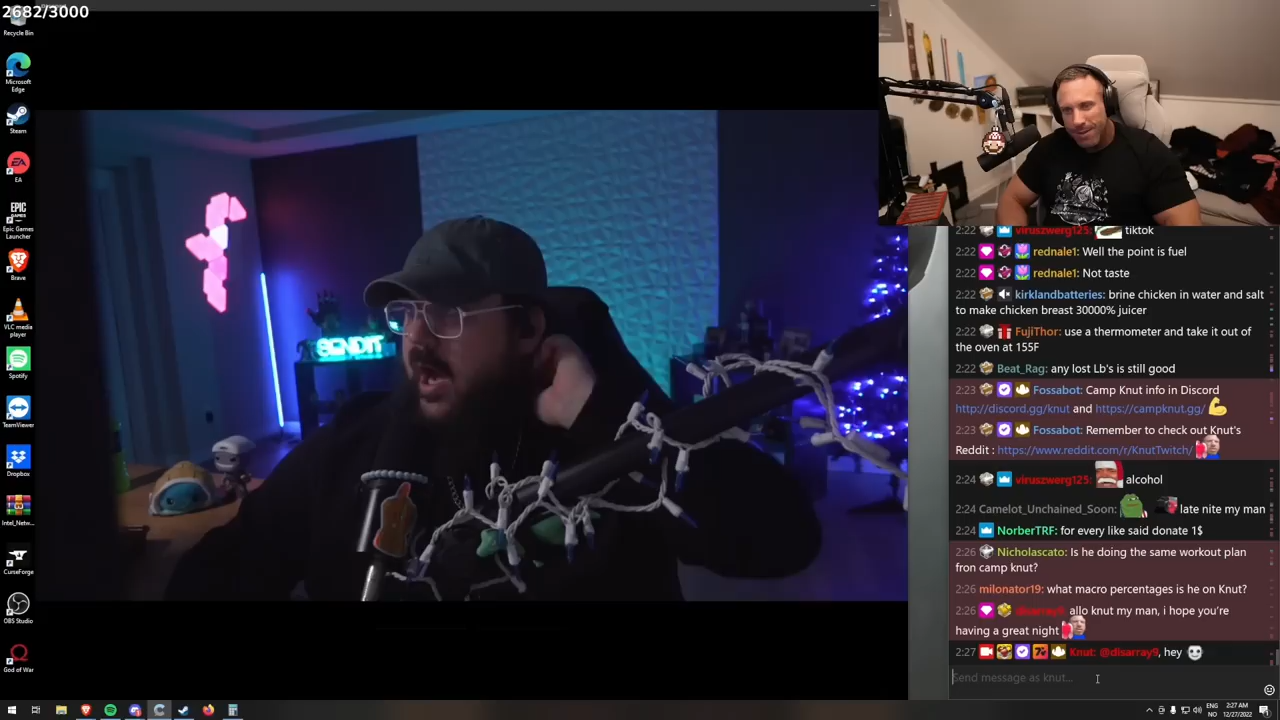 2682/3000
Recycle Bin
Microsoft
Edge
Steam
EA
Epic Games
Launcher
Brave
VLC media
player
Spotify
TeamViewer
Dropbox
Intel_Netw...
CurseForge
OBS Studio
God of War
SENDIT
2:22 viruszwerg125: tiktok
2:22 rednale1: Well the point is fuel
2:22 rednale1: Not taste
2:22 kirklandbatteries: brine chicken in water and salt
to make chicken breast 30000% juicer
2:22 FujiThor: use a thermometer and take it out of
the oven at 155F
2:22 Beat_Rag: any lost Lb's is still good
2:23 Fossabot: Camp Knut info in Discord
http://discord.gg/knut and https://campknut.gg/
2:23 Fossabot: Remember to check out Knut's
Reddit : https://www.reddit.com/r/KnutTwitch/
2:24 viruszwerg125: alcohol
2:24 Camelot_Unchained_Soon: late nite my man
2:24 NorberTRF: for every like said donate 1$
2:26 Nicholascato: Is he doing the same workout plan
fron camp knut?
2:26 milonator19: what macro percentages is he on Knut?
2:26 disarray9: allo knut my man, i hope you're
having a great night
2:27 Knut: @disarray9, hey
Send message as knut...
ENG
NO
2:27 AM
12/27/2022